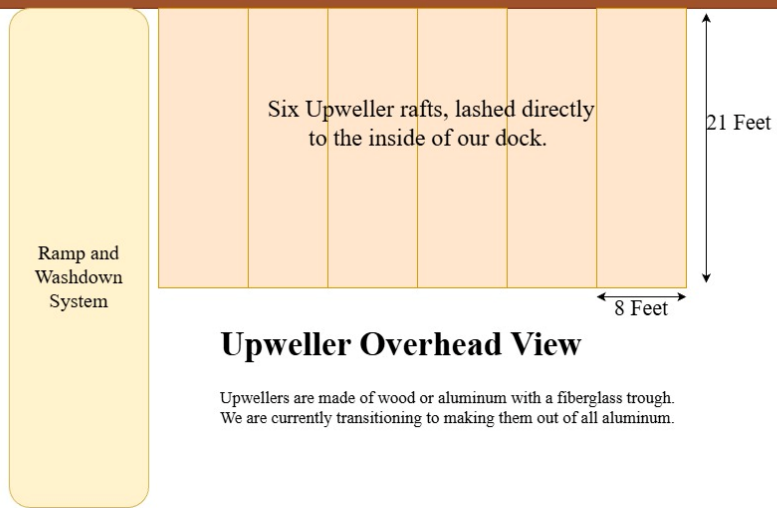 Six Upweller rafts, lashed directly
to the inside of our dock.
21 Feet
Ramp and
Washdown
System
8 Feet
Upweller Overhead View
Upwellers are made of wood or aluminum with a fiberglass trough.
We are currently transitioning to making them out of all aluminum.